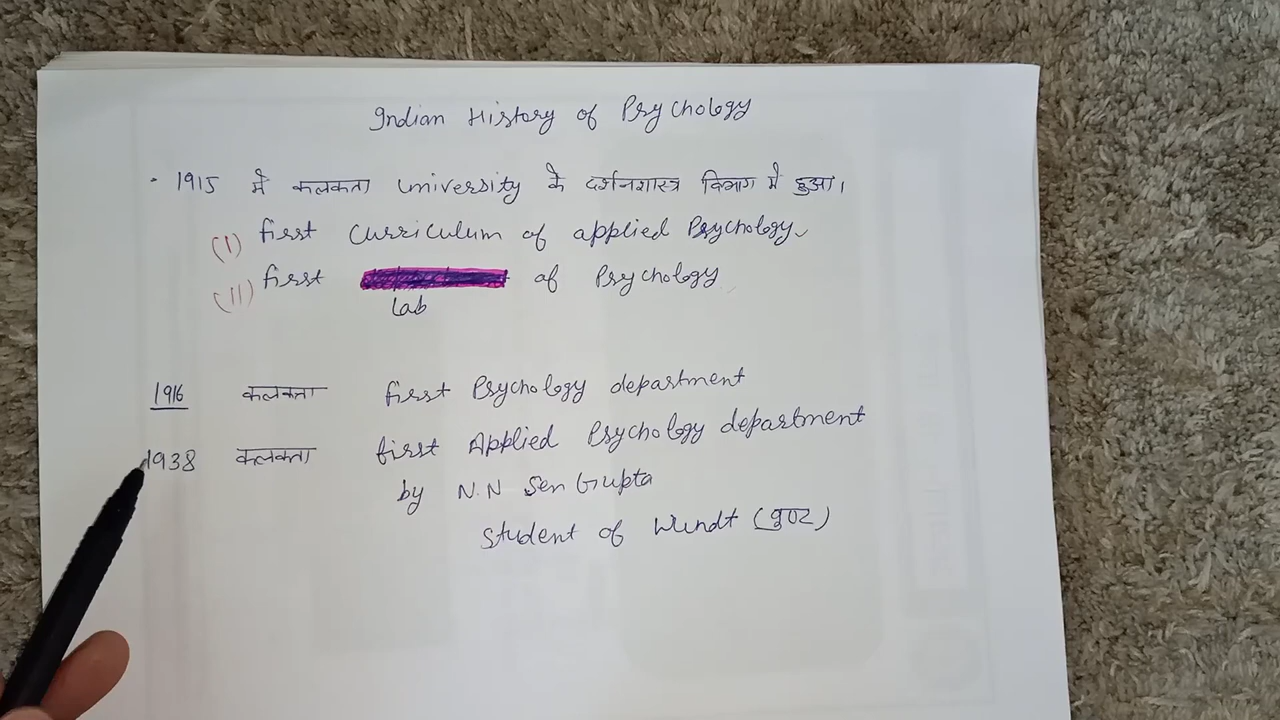 Indian History of Psychology
· 1915 में कलकता University के दर्शनशास्त्र विभाग में हुआ।
(I) first curriculum of applied Psychology
(II) first of Psychology
Lab
1916 कलकता first Psychology department
1938 कलकता first Applied Psychology department
by N.N Sen Gupta
Student of Wundt (वुण्ट)